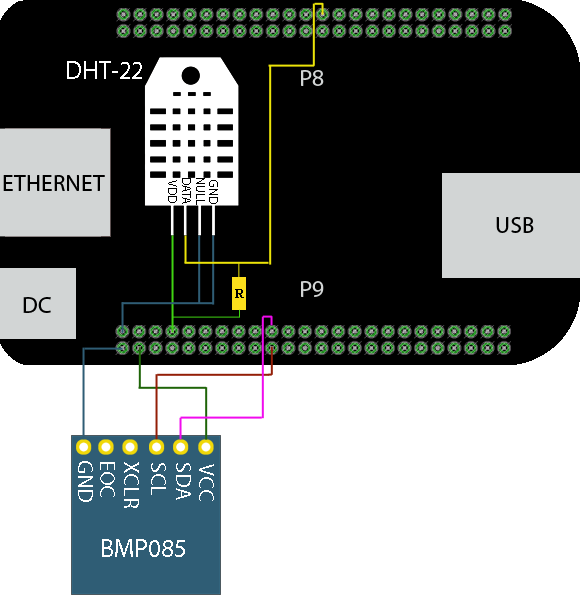 DHT-22
P8
VDD
DATA
NULL
GND
ETHERNET
USB
DC
R
P9
GND
EOC
XCLR
SCL
SDA
VCC
BMP085